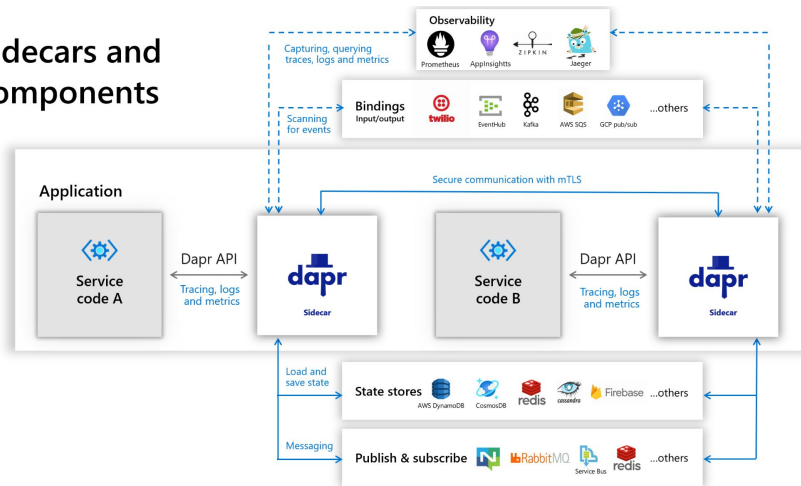 decars and
omponents
Observability
Prometheus
AppInsightts
ZIPKIN
Jaeger
Capturing, querying
traces, logs and metrics
Bindings
Input/output
twilio
EventHub
Kafka
AWS SQS
GCP pub/sub
...others
Scanning
for events
Application
Secure communication with mTLS
Service
code A
Dapr API
Tracing, logs
and metrics
dapr
Sidecar
Service
code B
Dapr API
Tracing, logs
and metrics
dapr
Sidecar
Load and
save state
State stores
AWS DynamoDB
CosmosDB
redis
cassandra
Firebase
...others
Messaging
Publish & subscribe
RabbitMQ
Service Bus
redis
...others